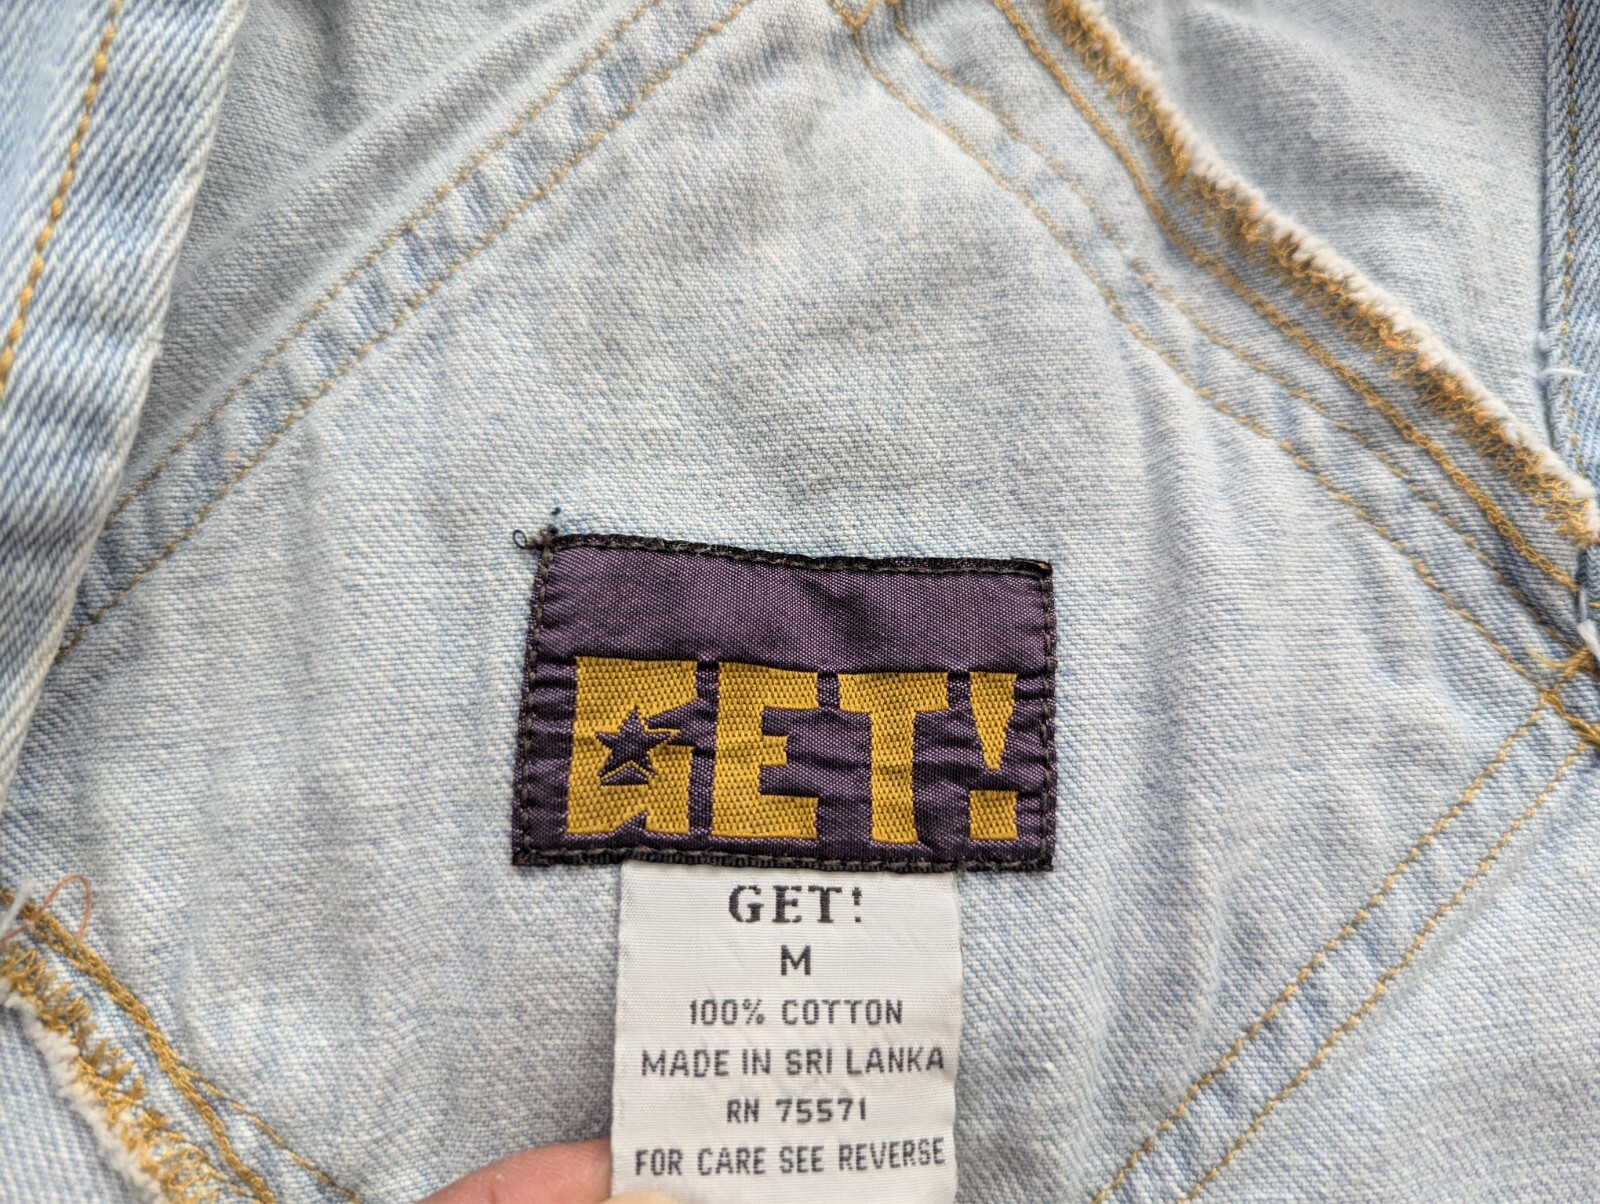 GET!
GET!
M
100% COTTON
MADE IN SRI LANKA
RN 75571
FOR CARE SEE REVERSE